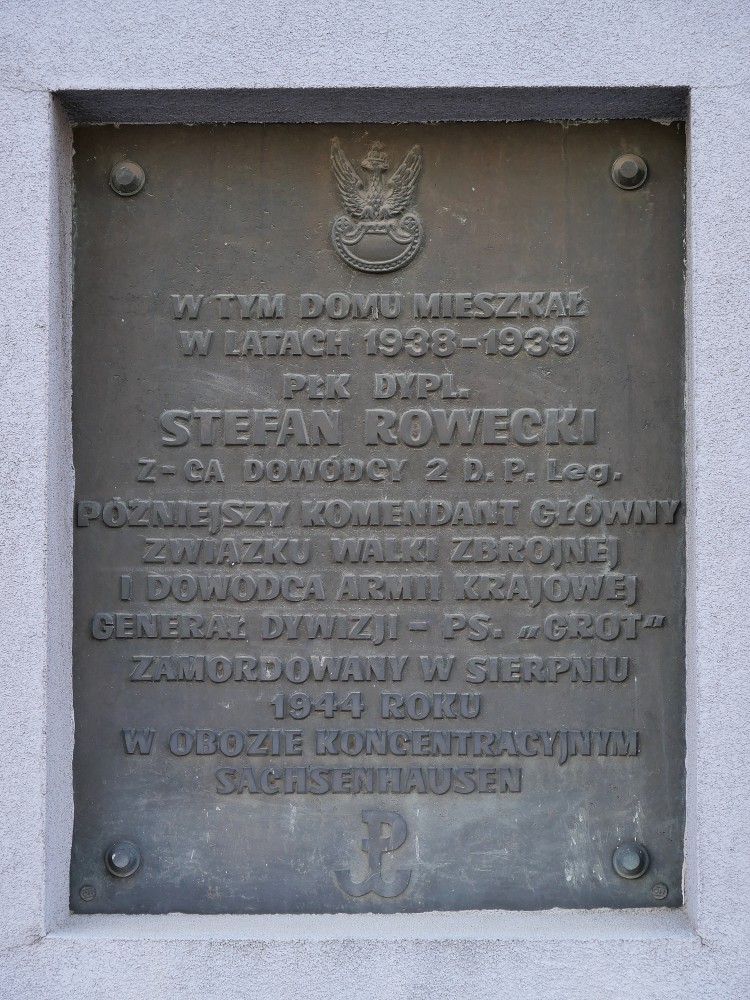 W TYM DOMU MIESZKAŁ
W LATACH 1938-1939
PŁK DYPL.
STEFAN ROWECKI
Z-CA DOWÓDCY 2 D.P. Leg.
PÓŹNIEJSZY KOMENDANT GŁÓWNY
ZWIĄZKU WALKI ZBROJNEJ
I DOWÓDCA ARMII KRAJOWEJ
GENERAŁ DYWIZJI - PS. „GROT”
ZAMORDOWANY W SIERPNIU
1944 ROKU
W OBOZIE KONCENTRACYJNYM
SACHSENHAUSEN